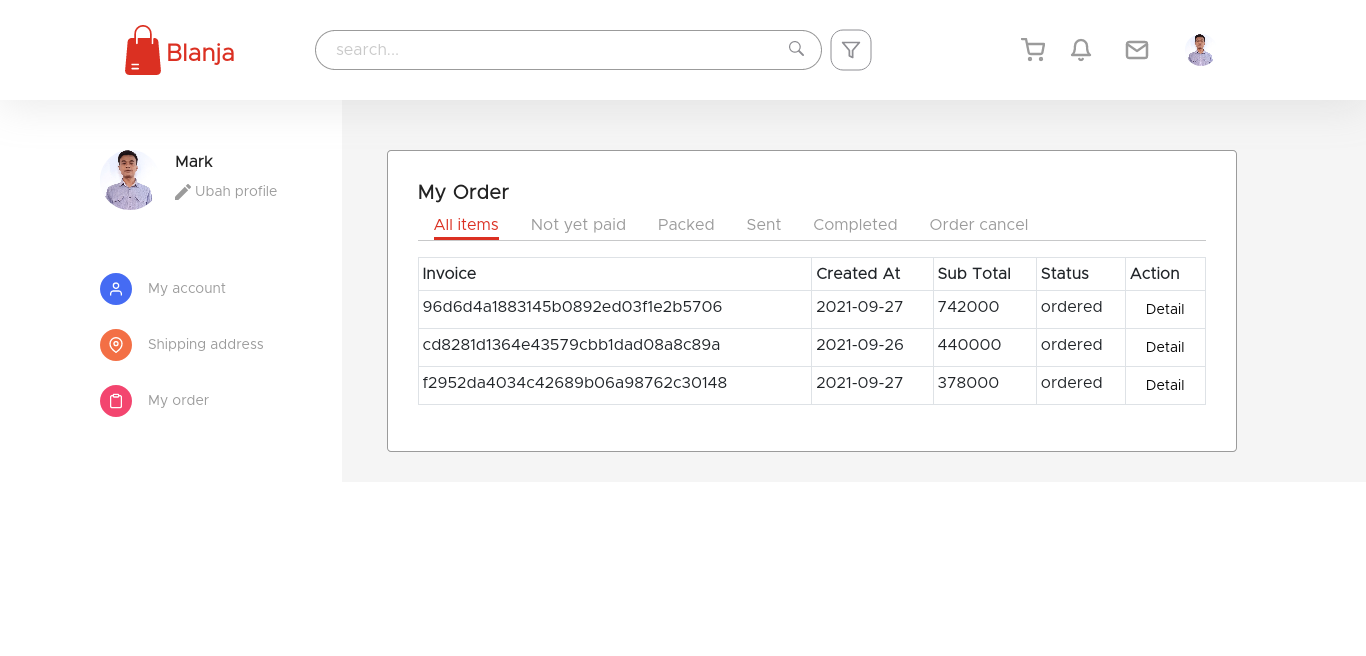 Blanja
search...
Mark
Ubah profile
My account
Shipping address
My order
My Order
All items Not yet paid Packed Sent Completed Order cancel
Invoice Created At Sub Total Status Action
96d6d4a1883145b0892ed03f1e2b5706 2021-09-27 742000 ordered Detail
cd8281d1364e43579cbb1dad08a8c89a 2021-09-26 440000 ordered Detail
f2952da4034c42689b06a98762c30148 2021-09-27 378000 ordered Detail